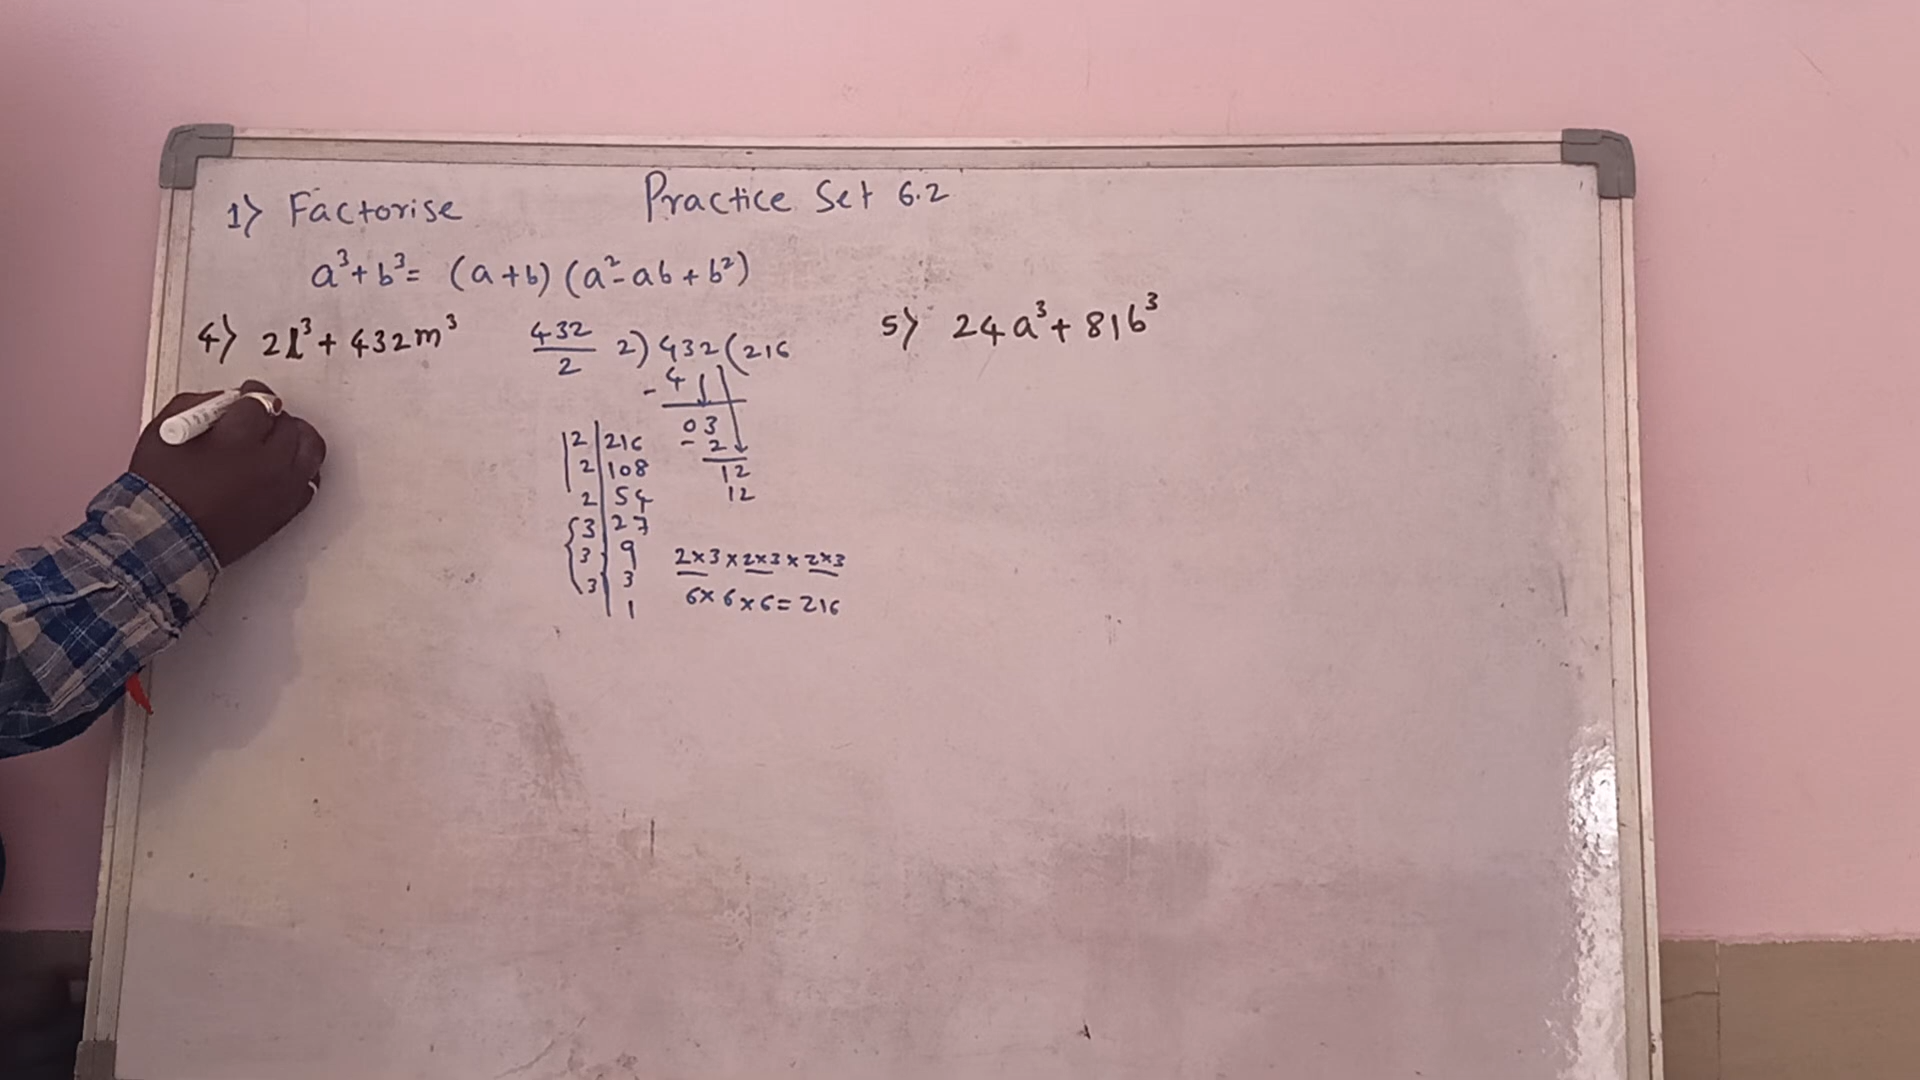 1) Factorise
Practice Set 6.2
a³+b³= (a+b) (a²-ab+b²)
4) 2l³+432m³
432
2
2) 432 (216
- 4
03
- 2
12
12
2 216
2 108
2 54
3 27
3 9
3 3
1
2×3×2×3×2×3
6×6×6=216
5) 24a³+81b³